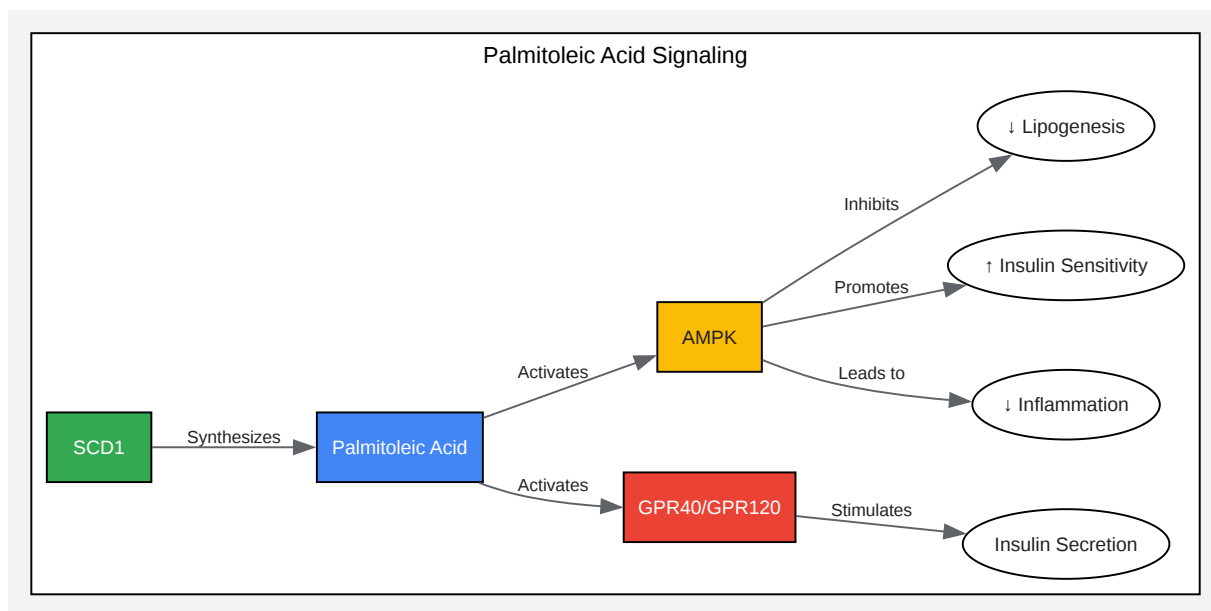 Palmitoleic Acid Signaling
↓ Lipogenesis
Inhibits
↑ Insulin Sensitivity
Promotes
AMPK
Activates
Leads to
↓ Inflammation
SCD1
Synthesizes
Palmitoleic Acid
Activates
GPR40/GPR120
Stimulates
Insulin Secretion